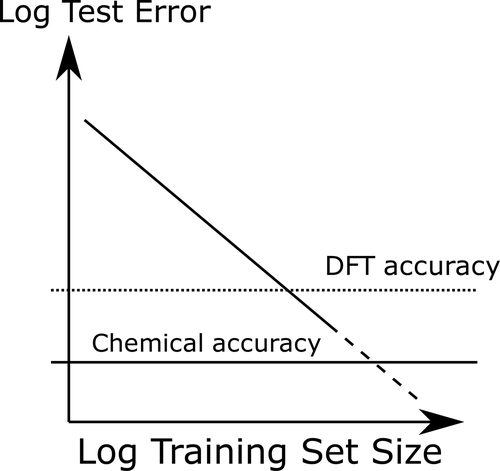 Log Test Error
DFT accuracy
Chemical accuracy
Log Training Set Size